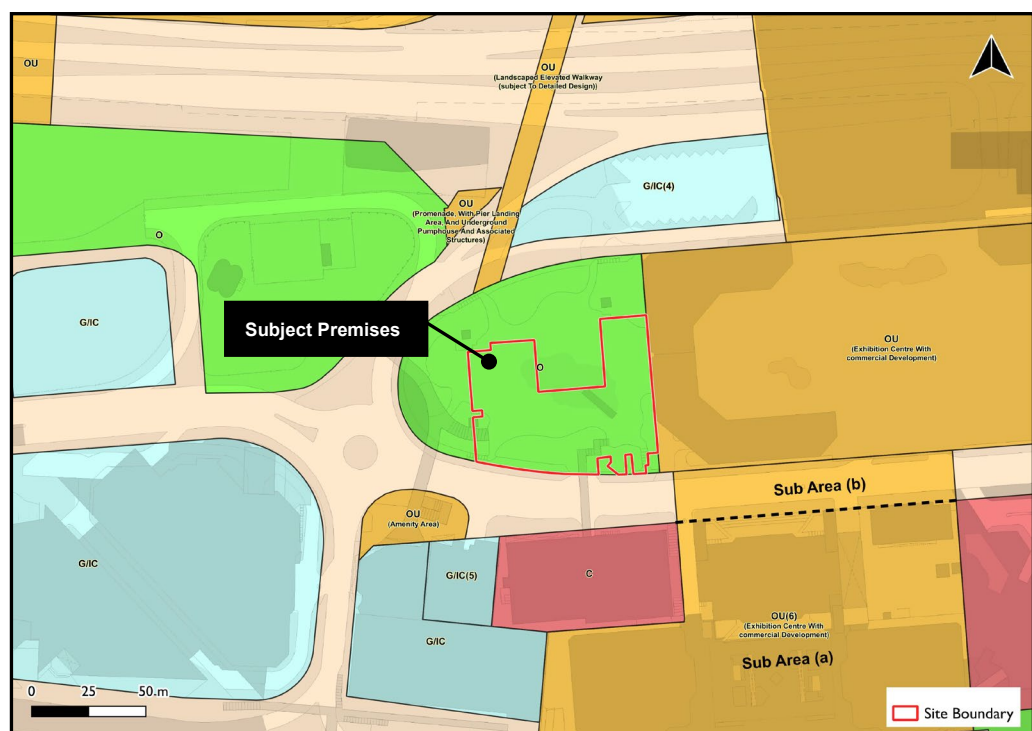 OU
OU
(Landscaped Elevated Walkway
(subject To Detailed Design))
G/IC(4)
OU
(Promenade, With Pier Landing
Area, And Underground
Pumphouse And Associated
Structures)
O
G/IC
Subject Premises
O
OU
(Exhibition Centre With
commercial Development)
Sub Area (b)
OU
(Amenity Area)
G/IC
G/IC(5)
C
OU(6)
(Exhibition Centre With
commercial Development)
G/IC
Sub Area (a)
0 25 50.m
Site Boundary